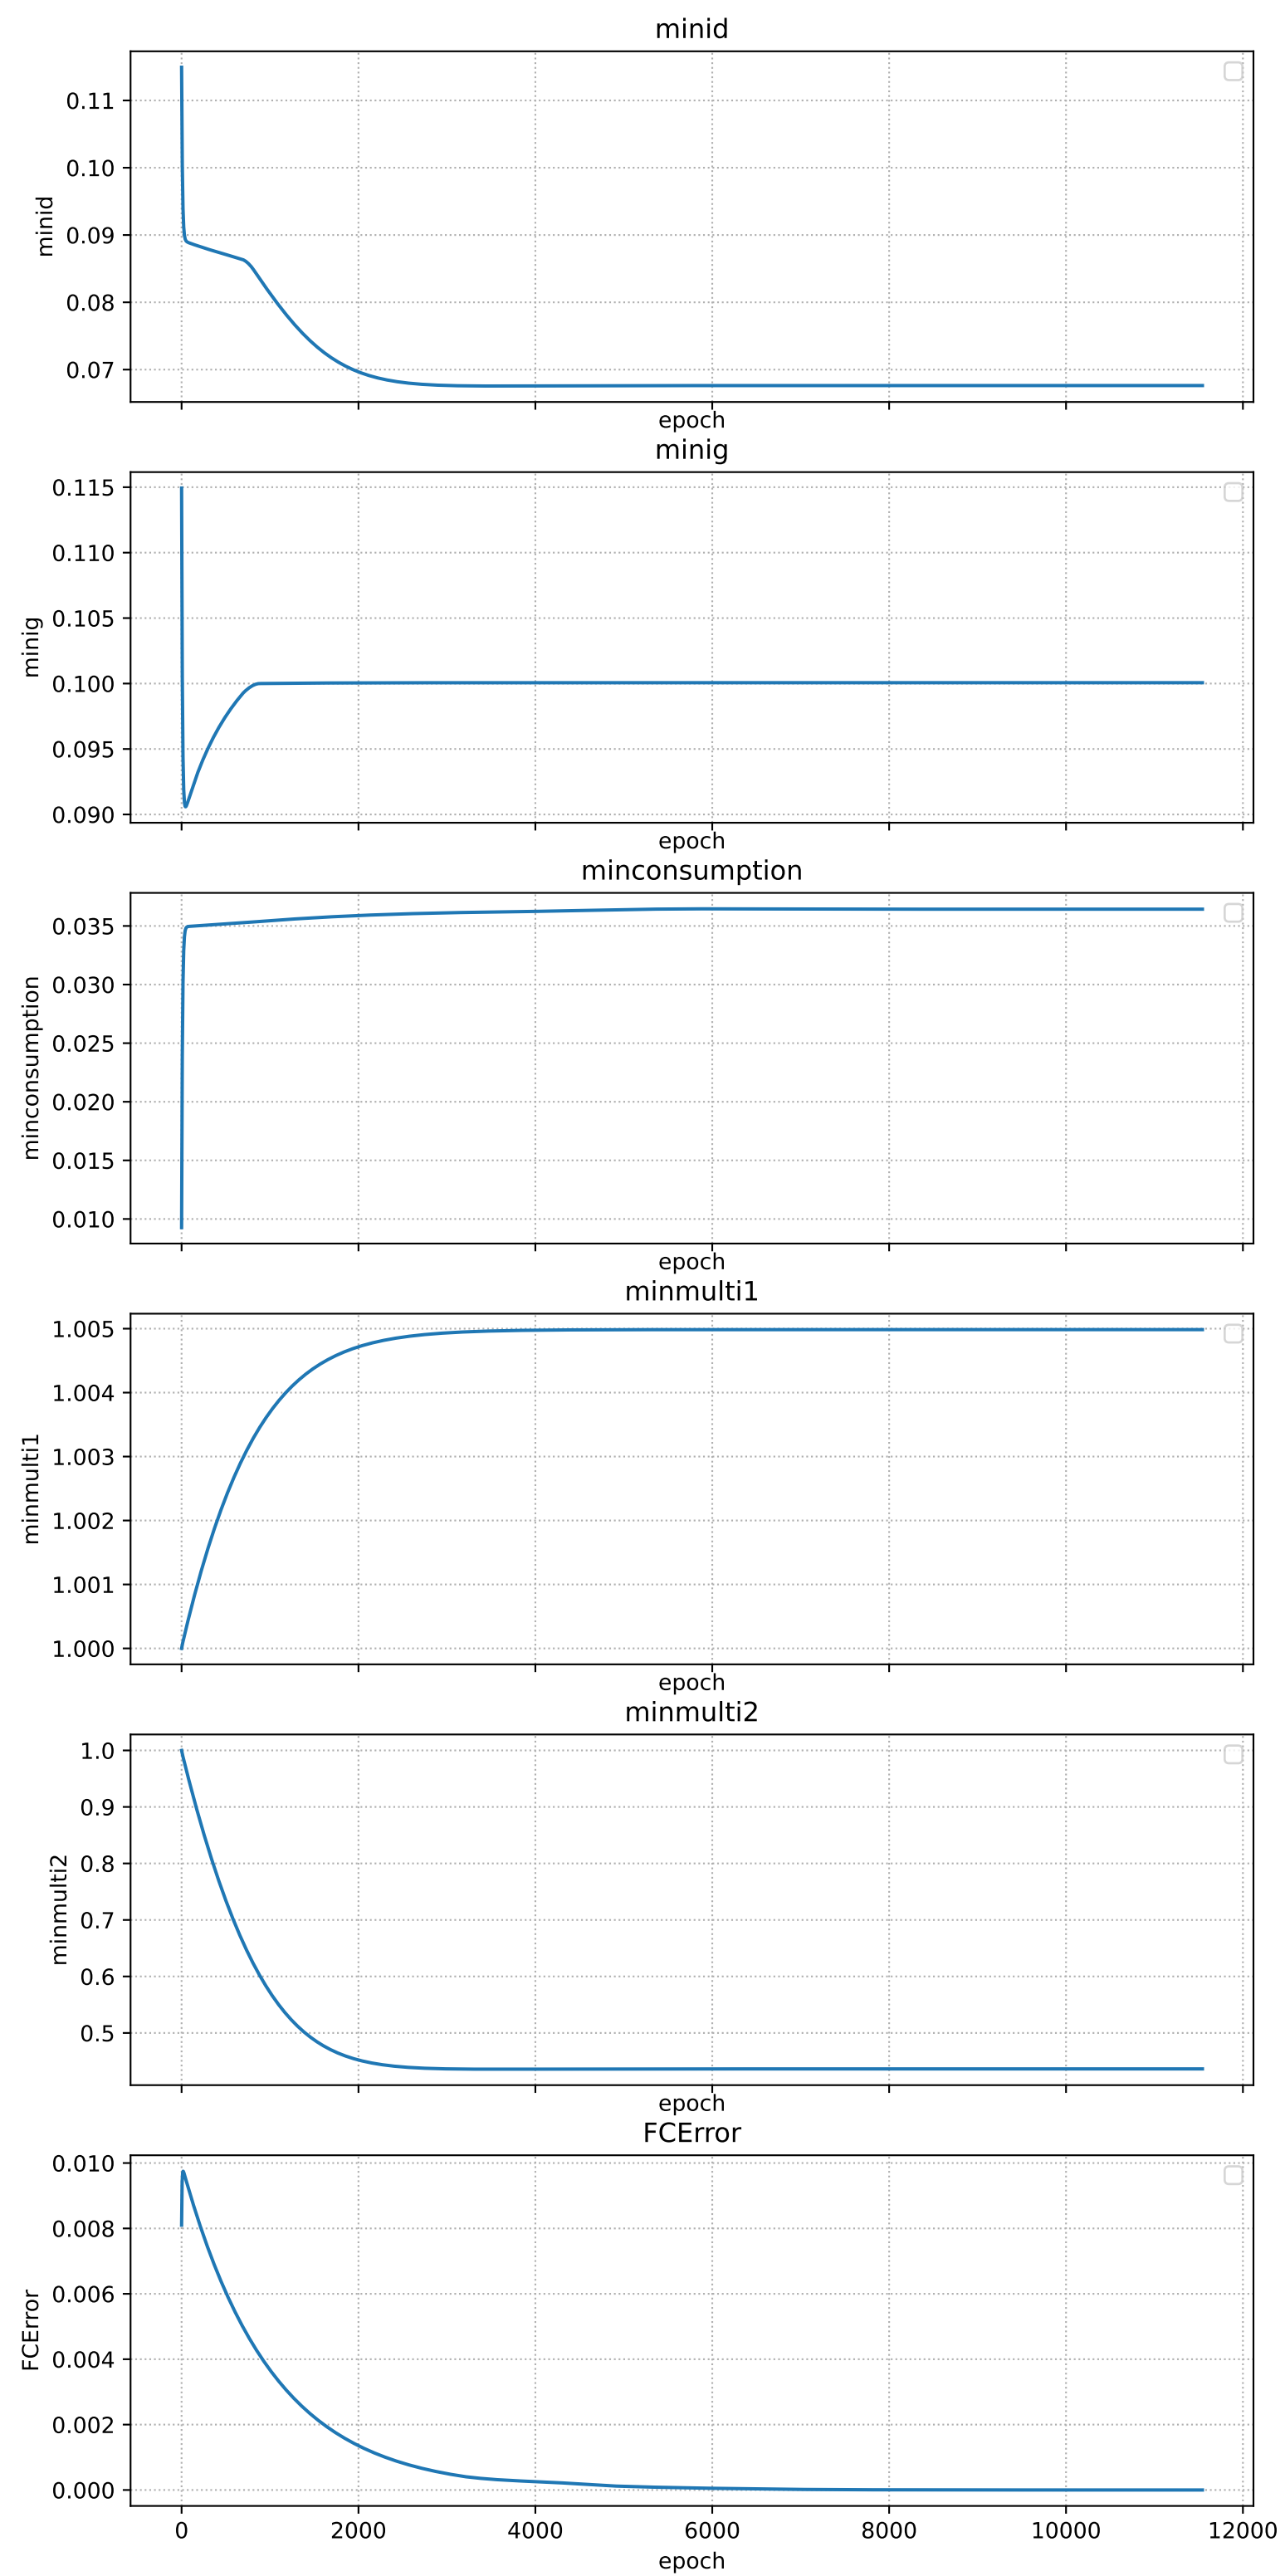 minid
0.11
0.10
0.09
0.08
0.07
minid
epoch
minig
0.115
0.110
0.105
0.100
0.095
0.090
minig
epoch
minconsumption
0.035
0.030
0.025
0.020
0.015
0.010
minconsumption
epoch
minmulti1
1.005
1.004
1.003
1.002
1.001
1.000
minmulti1
epoch
minmulti2
1.0
0.9
0.8
0.7
0.6
0.5
minmulti2
epoch
FCError
0.010
0.008
0.006
0.004
0.002
0.000
FCError
0 2000 4000 6000 8000 10000 12000
epoch